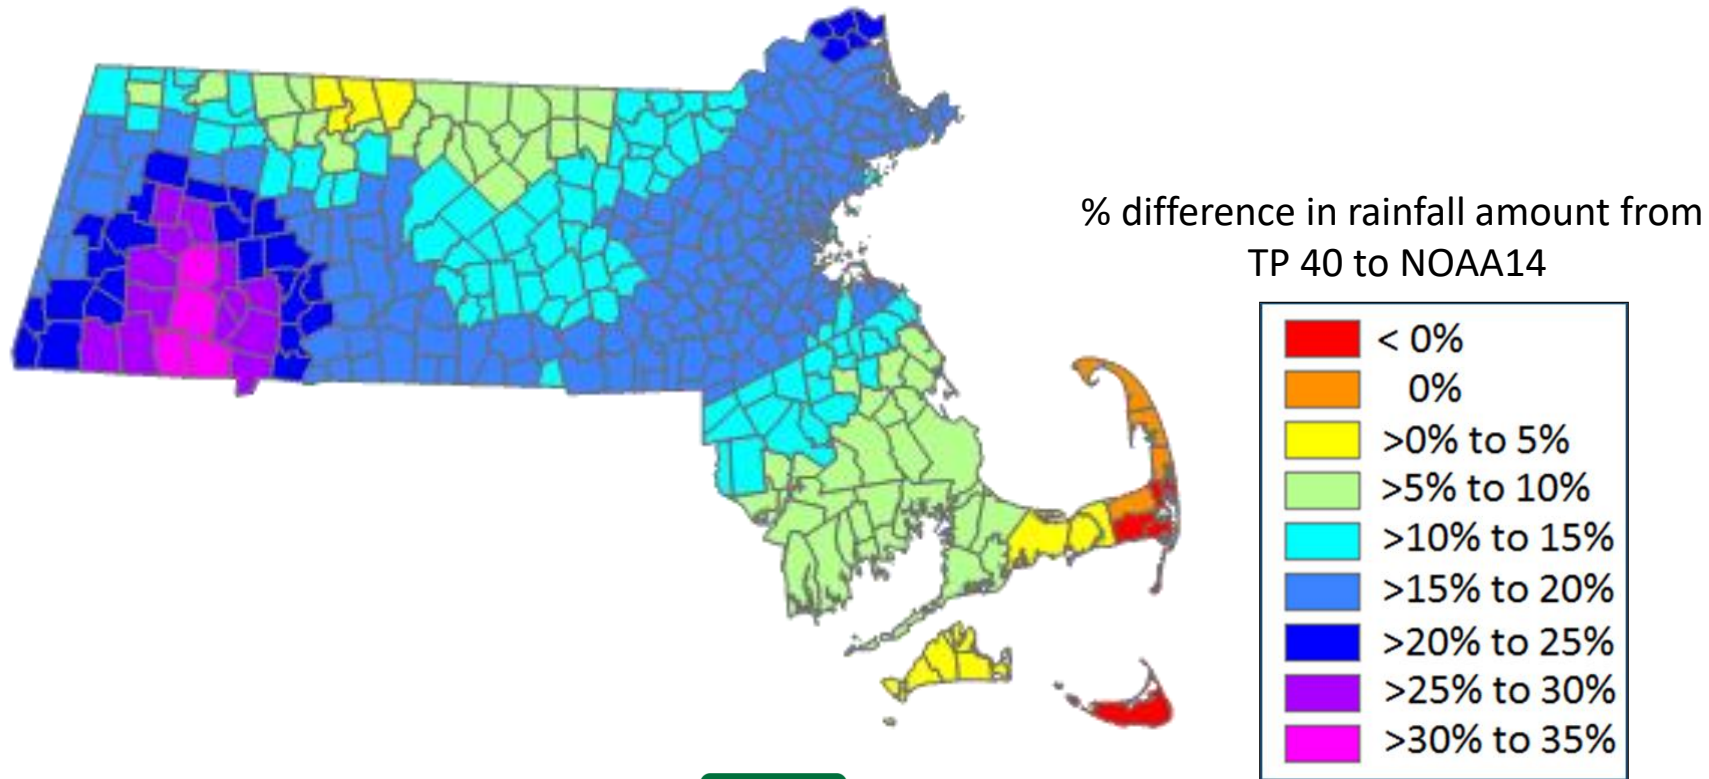 % difference in rainfall amount from
TP 40 to NOAA14
< 0%
0%
>0% to 5%
>5% to 10%
>10% to 15%
>15% to 20%
>20% to 25%
>25% to 30%
>30% to 35%